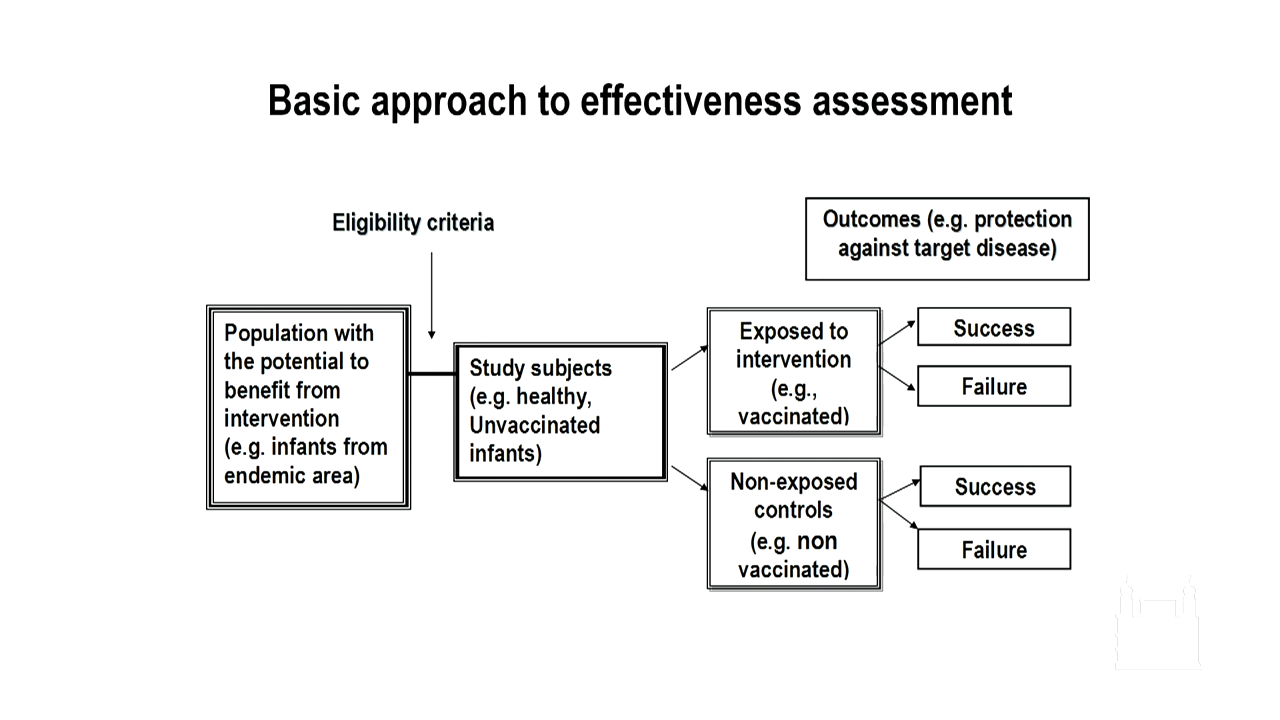 Basic approach to effectiveness assessment
Eligibility criteria
Outcomes (e.g. protection
against target disease)
Population with
the potential to
benefit from
intervention
(e.g. infants from
endemic area)
Study subjects
(e.g. healthy,
Unvaccinated
infants)
Exposed to
intervention
(e.g.,
vaccinated)
Success
Failure
Non-exposed
controls
(e.g. non
vaccinated)
Success
Failure